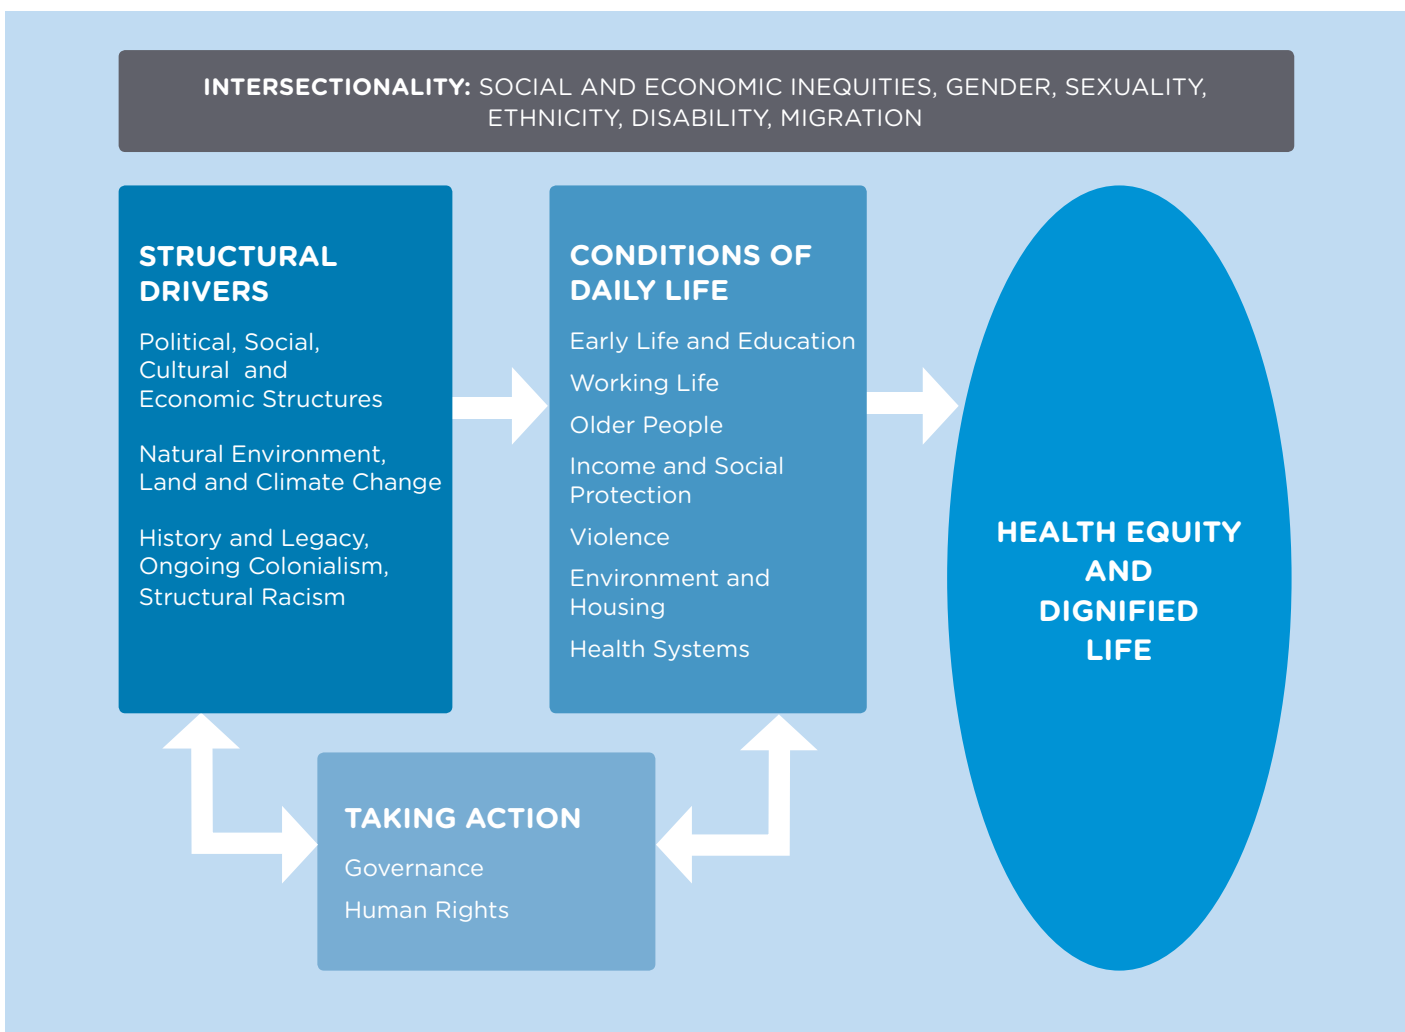 INTERSECTIONALITY: SOCIAL AND ECONOMIC INEQUITIES, GENDER, SEXUALITY,
ETHNICITY, DISABILITY, MIGRATION
STRUCTURAL
DRIVERS
Political, Social,
Cultural and
Economic Structures
Natural Environment,
Land and Climate Change
History and Legacy,
Ongoing Colonialism,
Structural Racism
CONDITIONS OF
DAILY LIFE
Early Life and Education
Working Life
Older People
Income and Social
Protection
Violence
Environment and
Housing
Health Systems
HEALTH EQUITY
AND
DIGNIFIED
LIFE
TAKING ACTION
Governance
Human Rights